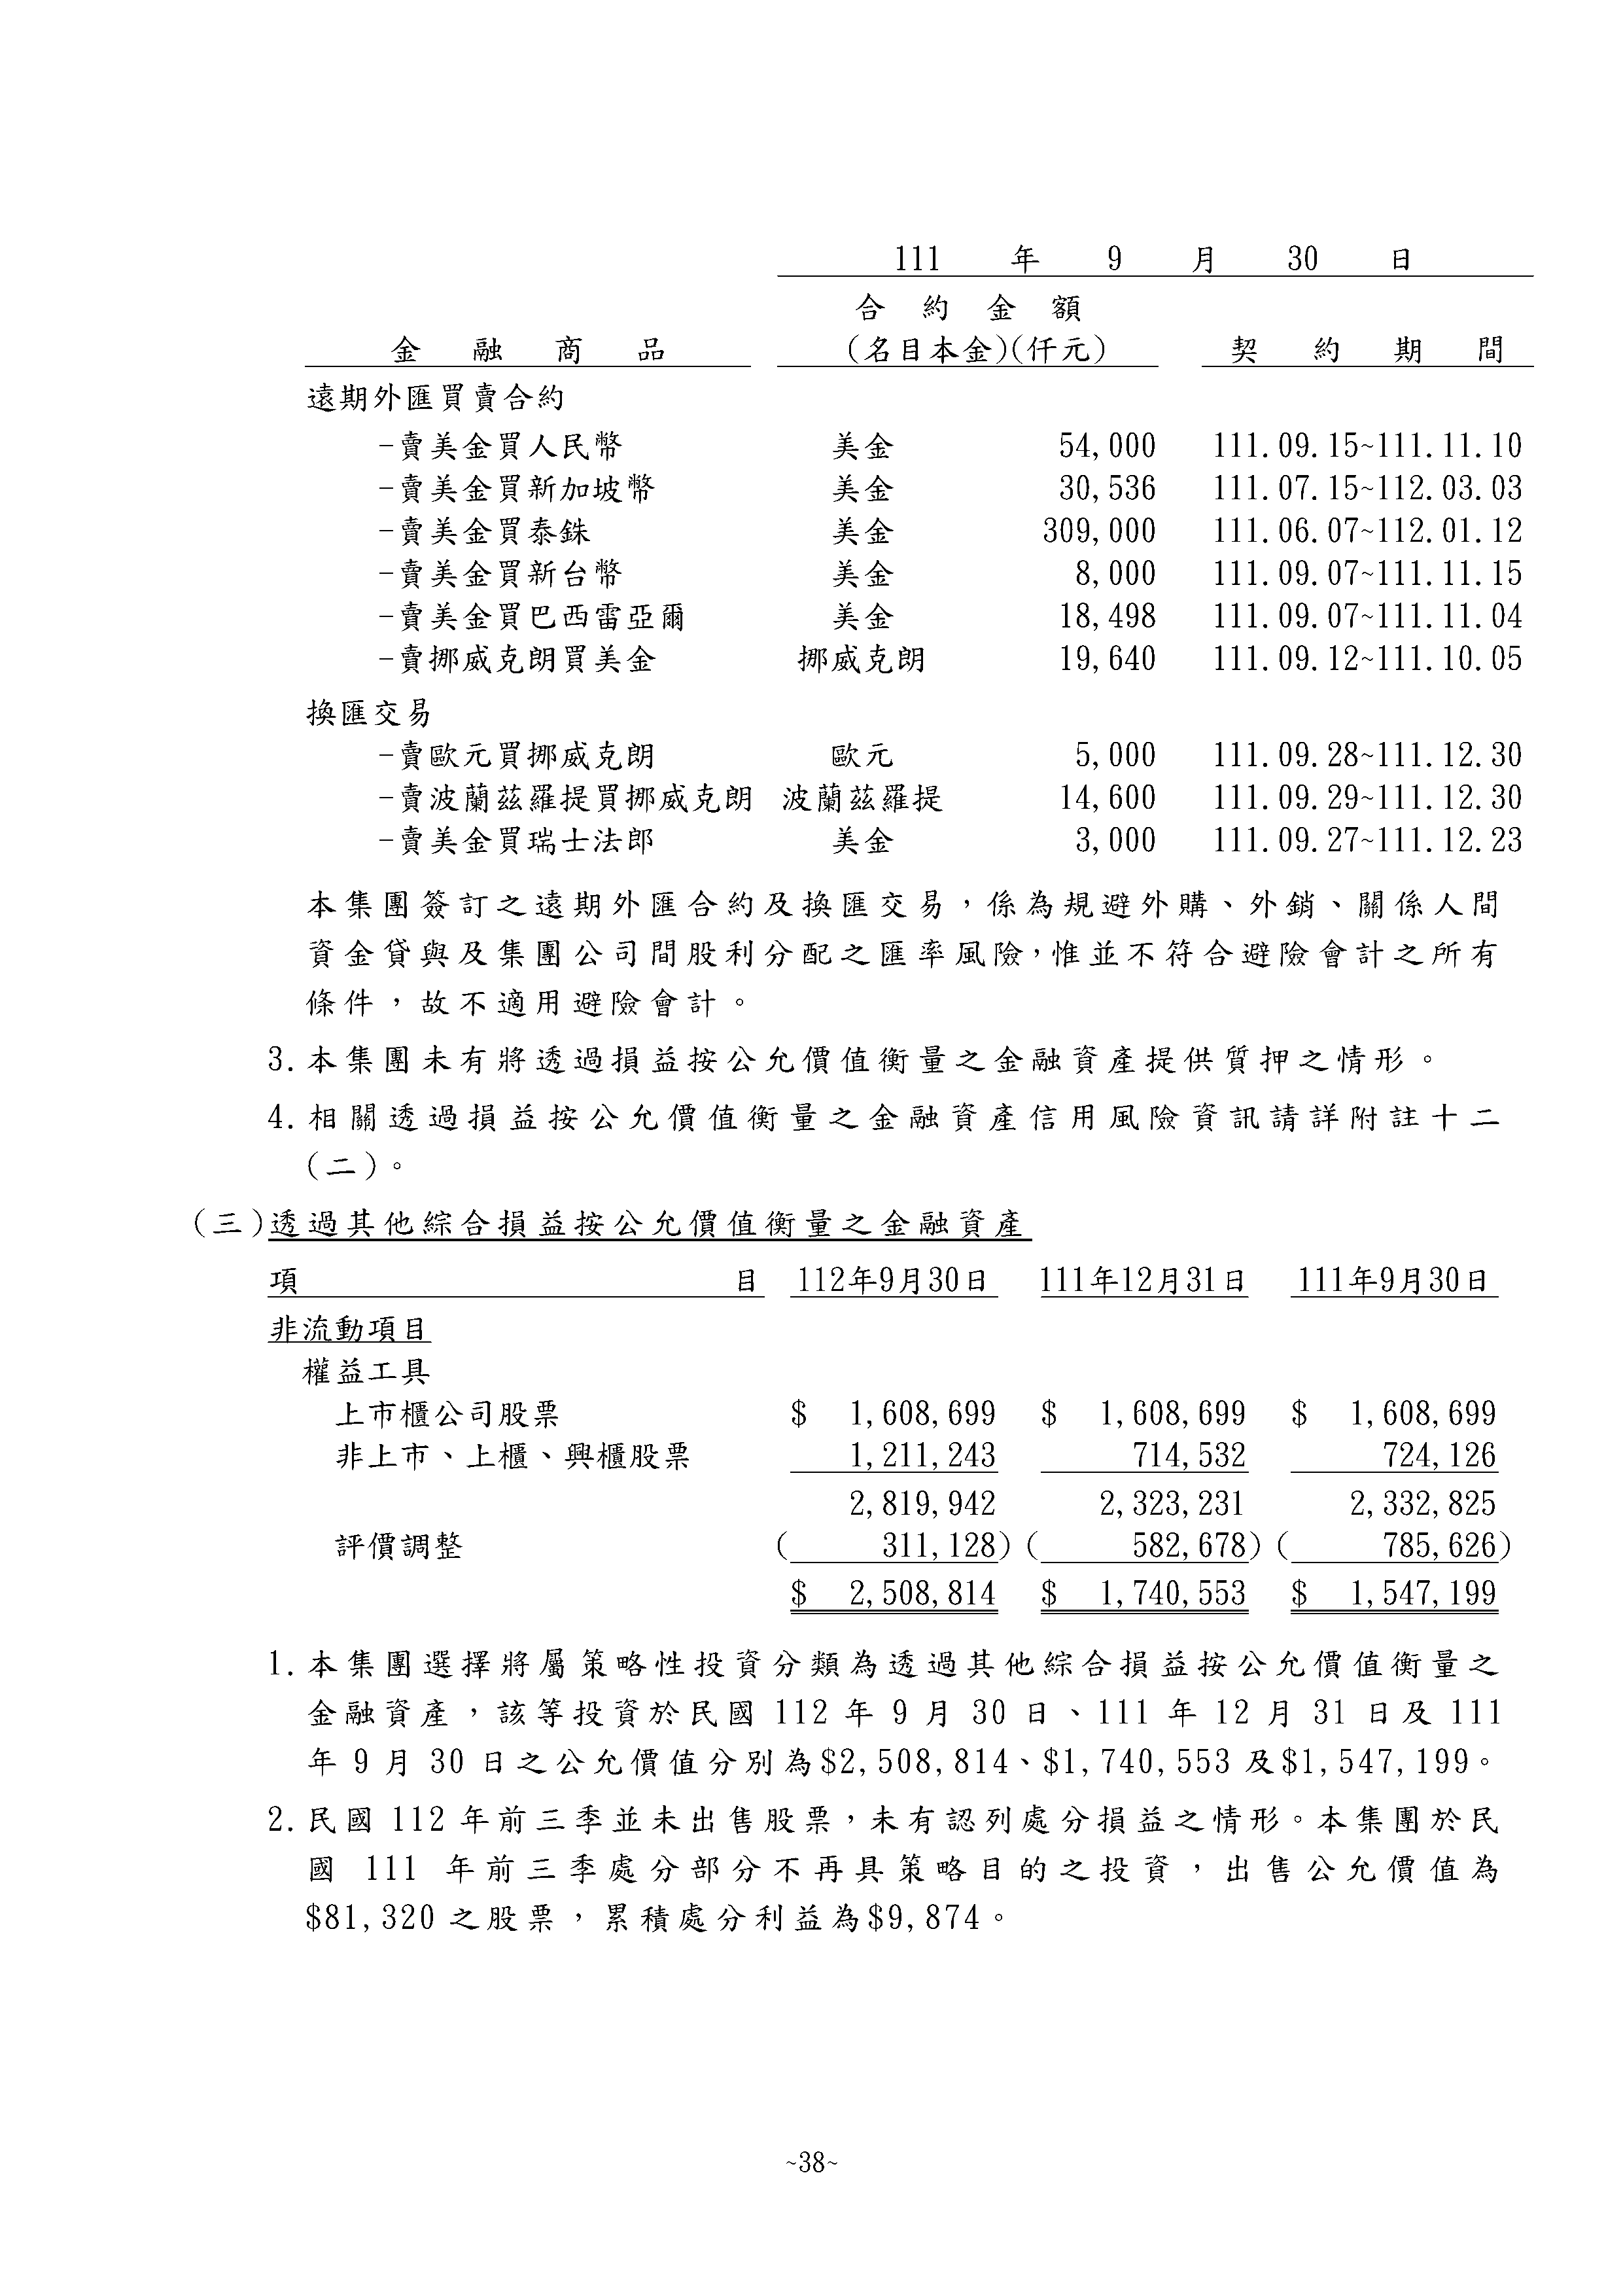 111 年 9 月 30 日
合 約 金 額
金 融 商 品 (名目本金)(仟元) 契 約 期 間
遠期外匯買賣合約
-賣美金買人民幣 美金 54,000 111.09.15~111.11.10
-賣美金買新加坡幣 美金 30,536 111.07.15~112.03.03
-賣美金買泰銖 美金 309,000 111.06.07~112.01.12
-賣美金買新台幣 美金 8,000 111.09.07~111.11.15
-賣美金買巴西雷亞爾 美金 18,498 111.09.07~111.11.04
-賣挪威克朗買美金 挪威克朗 19,640 111.09.12~111.10.05
換匯交易
-賣歐元買挪威克朗 歐元 5,000 111.09.28~111.12.30
-賣波蘭茲羅提買挪威克朗 波蘭茲羅提 14,600 111.09.29~111.12.30
-賣美金買瑞士法郎 美金 3,000 111.09.27~111.12.23
本集團簽訂之遠期外匯合約及換匯交易，係為規避外購、外銷、關係人間
資金貸與及集團公司間股利分配之匯率風險，惟並不符合避險會計之所有
條件，故不適用避險會計。
3.本集團未有將透過損益按公允價值衡量之金融資產提供質押之情形。
4.相關透過損益按公允價值衡量之金融資產信用風險資訊請詳附註十二
(二)。
(三)透過其他綜合損益按公允價值衡量之金融資產
項 目 112年9月30日 111年12月31日 111年9月30日
非流動項目
權益工具
上市櫃公司股票 $ 1,608,699 $ 1,608,699 $ 1,608,699
非上市、上櫃、興櫃股票 1,211,243 714,532 724,126
2,819,942 2,323,231 2,332,825
評價調整 ( 311,128) ( 582,678) ( 785,626)
$ 2,508,814 $ 1,740,553 $ 1,547,199
1.本集團選擇將屬策略性投資分類為透過其他綜合損益按公允價值衡量之
金融資產，該等投資於民國 112 年 9 月 30 日、111 年 12 月 31 日及 111
年 9 月 30 日之公允價值分別為$2,508,814、$1,740,553 及$1,547,199。
2.民國 112 年前三季並未出售股票，未有認列處分損益之情形。本集團於民
國 111 年前三季處分部分不再具策略目的之投資，出售公允價值為
$81,320 之股票，累積處分利益為$9,874。
~38~